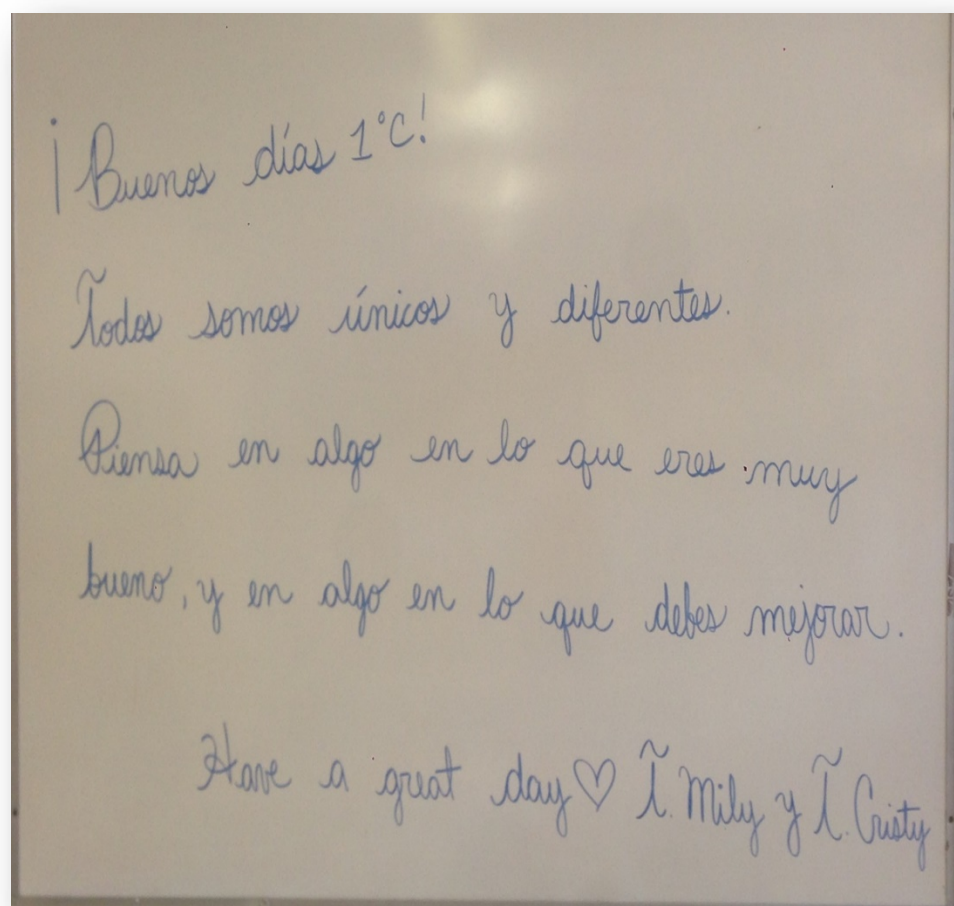 ¡Buenos días 1°C!
Todos somos únicos y diferentes.
Piensa en algo en lo que eres muy
bueno, y en algo en lo que debes mejorar.
Have a great day ♡ T. Mily y T. Cristy